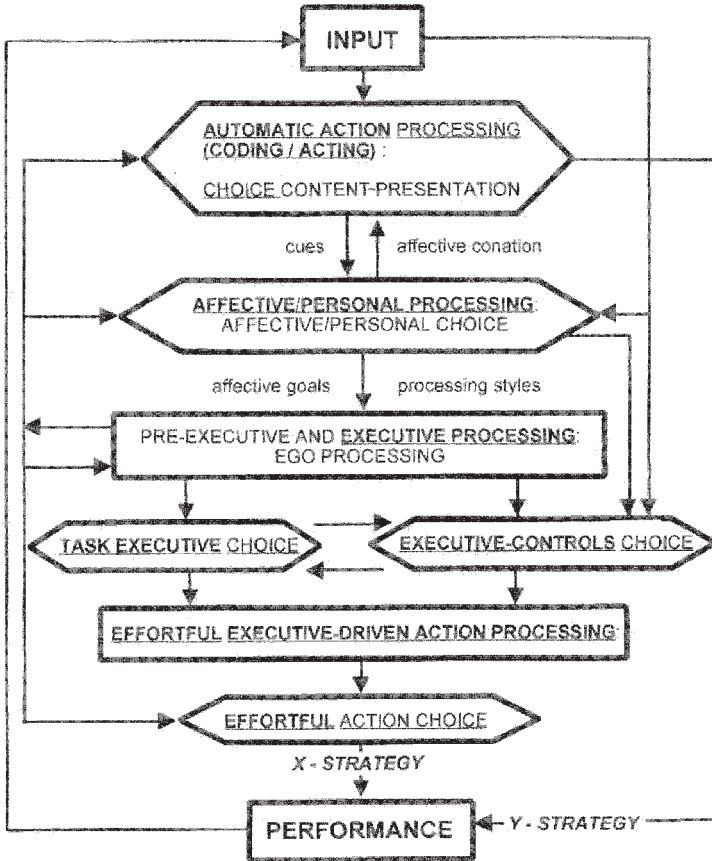 INPUT
AUTOMATIC ACTION PROCESSING
(CODING / ACTING) :
CHOICE CONTENT-PRESENTATION
cues
affective conation
AFFECTIVE/PERSONAL PROCESSING:
AFFECTIVE/PERSONAL CHOICE
affective goals
processing styles
PRE-EXECUTIVE AND EXECUTIVE PROCESSING:
EGO PROCESSING
TASK EXECUTIVE CHOICE
EXECUTIVE-CONTROLS CHOICE
EFFORTFUL EXECUTIVE-DRIVEN ACTION PROCESSING:
EFFORTFUL ACTION CHOICE
X - STRATEGY
PERFORMANCE
Y - STRATEGY